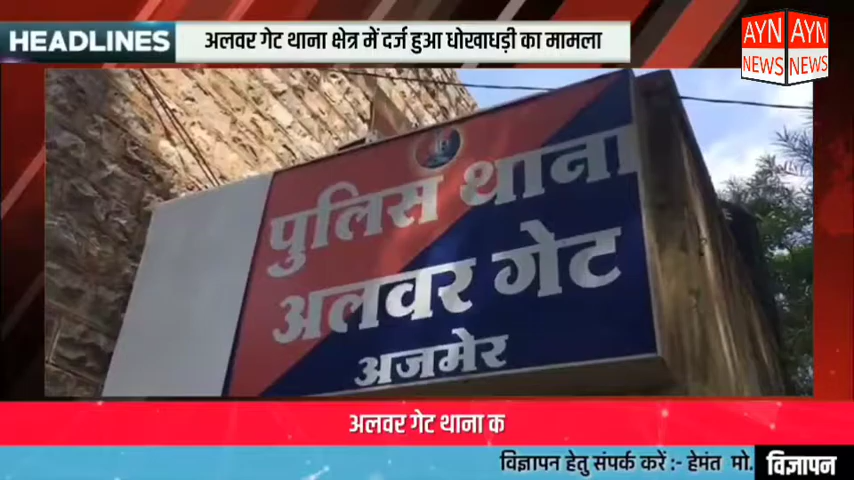 HEADLINES
अलवर गेट थाना क्षेत्र में दर्ज हुआ धोखाधड़ी का मामला
AYN AYN
NEWS NEWS
पुलिस थाना
अलवर गेट
अजमेर
अलवर गेट थाना क
विज्ञापन हेतु संपर्क करें :- हेमंत मो.
विज्ञापन